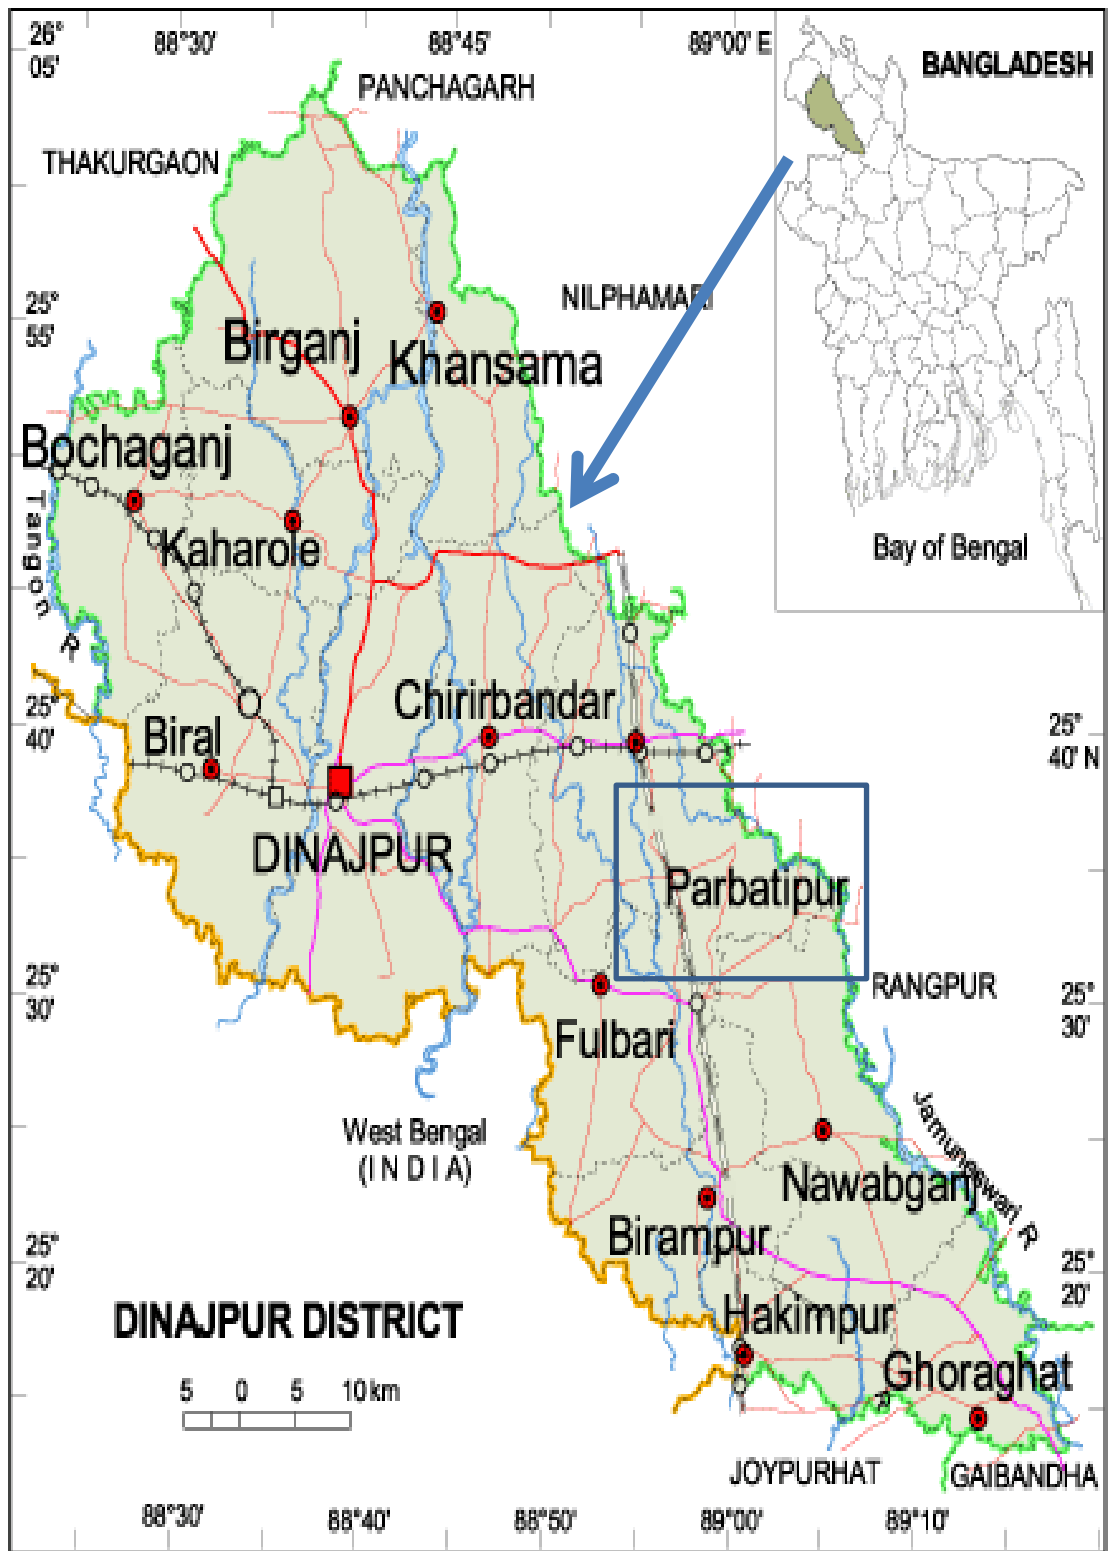 26°
05'
88°30'
88°45'
89°00' E
BANGLADESH
PANCHAGARH
THAKURGAON
NILPHAMARI
25°
55'
Birganj
Khansama
Bochaganj
Tangon R
Kaharole
Bay of Bengal
25°
40'
Chirirbandar
25°
40' N
Biral
DINAJPUR
Parbatipur
25°
30'
RANGPUR
25°
30'
Fulbari
Jamuneswari R
West Bengal
(INDIA)
Nawabganj
Birampur
25°
20'
25°
20'
DINAJPUR DISTRICT
Hakimpur
Ghoraghat
5 0 5 10 km
R
JOYPURHAT
GAIBANDHA
88°30'
88°40'
88°50'
89°00'
89°10'